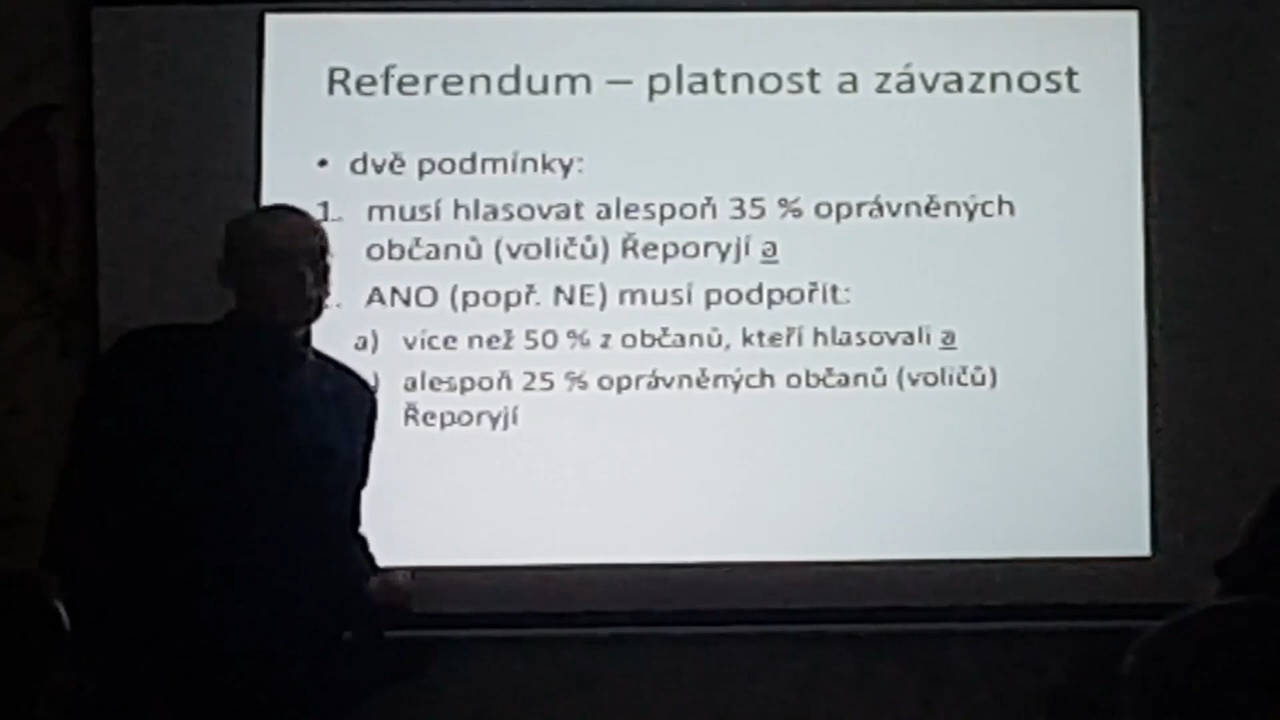 Referendum – platnost a závaznost
• dvě podmínky:
1. musí hlasovat alespoň 35 % oprávněných
občanů (voličů) Řeporyjí a
. ANO (popř. NE) musí podpořit:
a) více než 50 % z občanů, kteří hlasovali a
) alespoň 25 % oprávněných občanů (voličů)
Řeporyjí